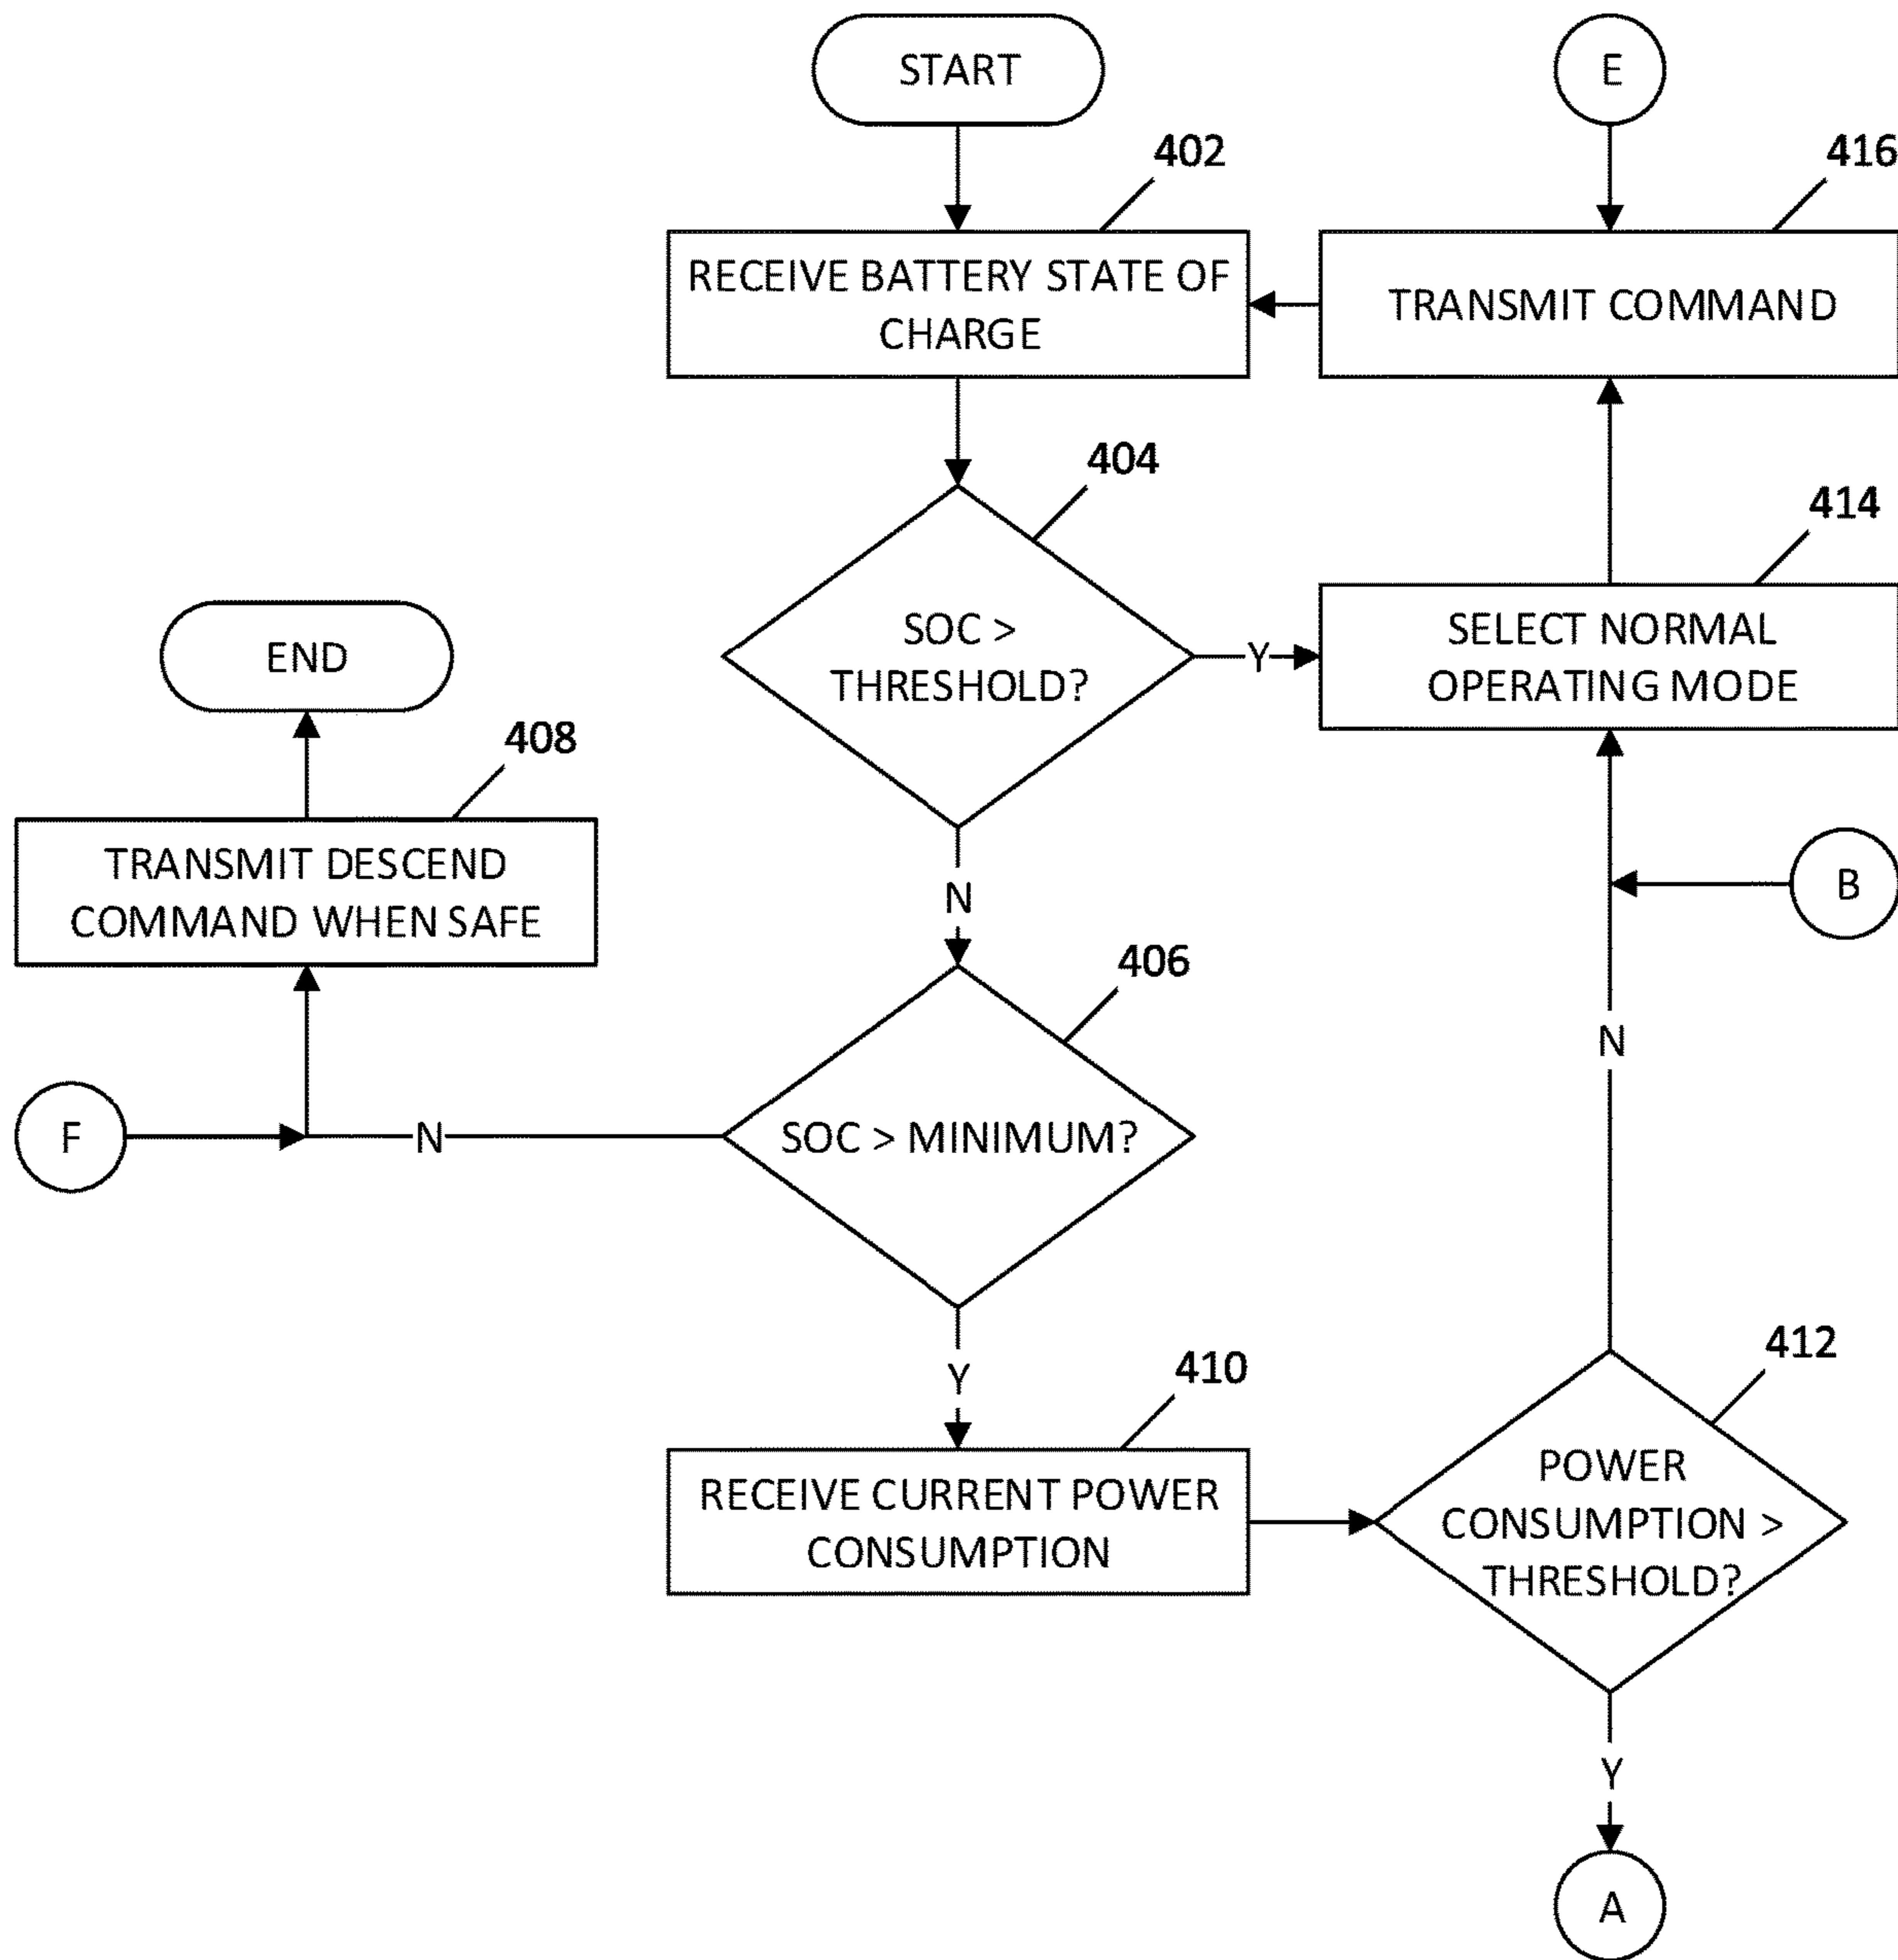 START
E
402
416
RECEIVE BATTERY STATE OF
CHARGE
TRANSMIT COMMAND
404
414
SOC >
THRESHOLD?
Y
SELECT NORMAL
OPERATING MODE
END
408
TRANSMIT DESCEND
COMMAND WHEN SAFE
N
B
406
N
F
N
SOC > MINIMUM?
Y
410
412
RECEIVE CURRENT POWER
CONSUMPTION
POWER
CONSUMPTION >
THRESHOLD?
Y
A